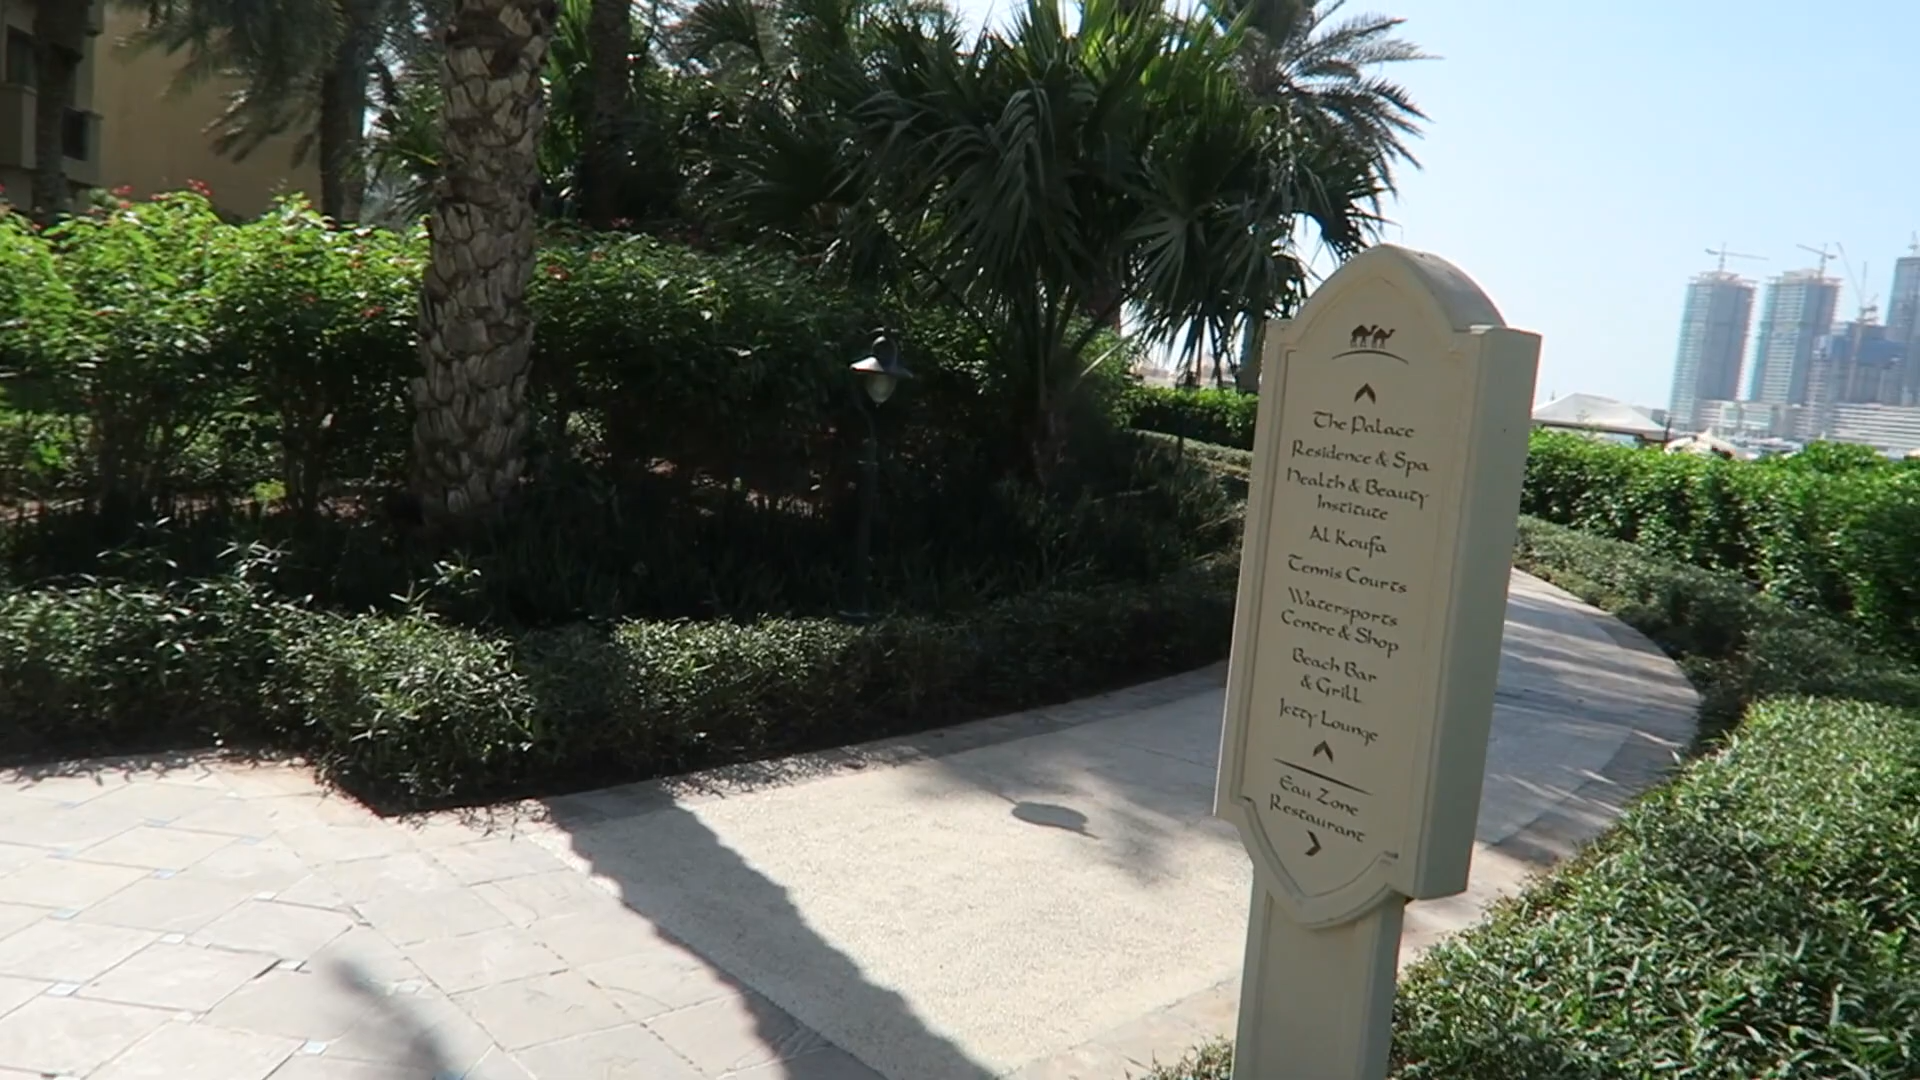 The Palace
Residence & Spa
Health & Beauty
Institute
Al Koufa
Tennis Courts
Watersports
Centre & Shop
Beach Bar
& Grill
Jetty Lounge
Eau Zone
Restaurant